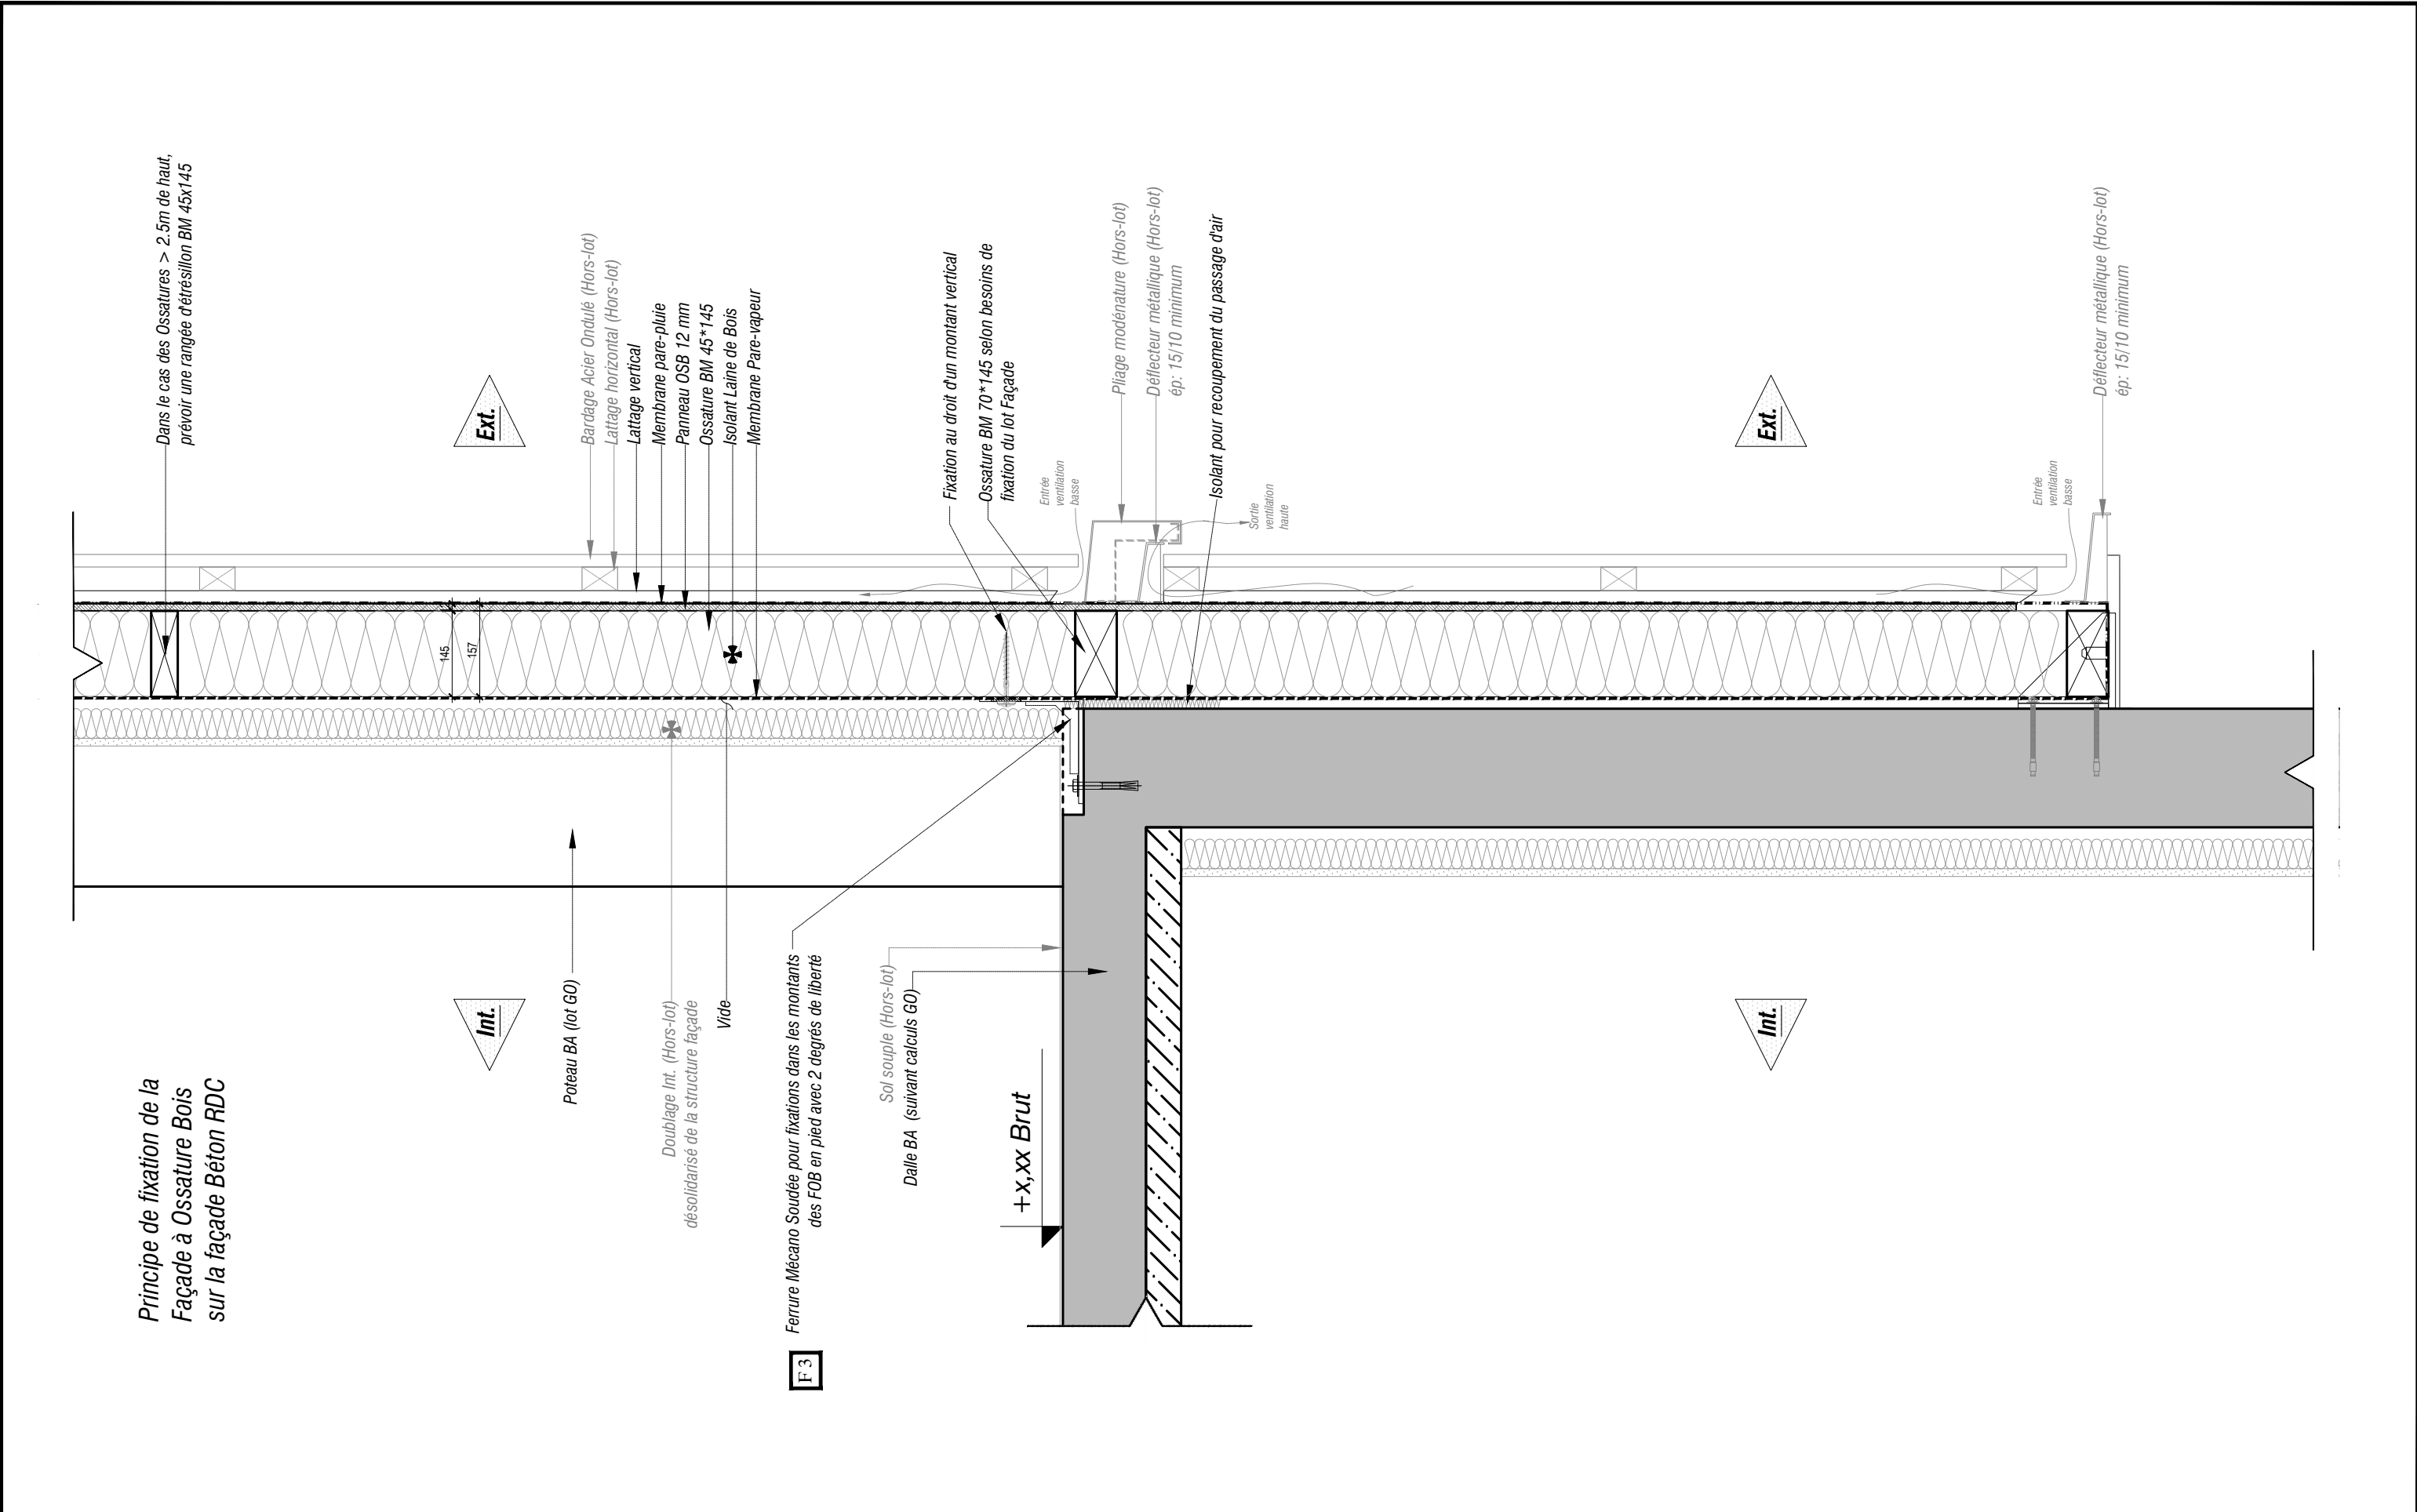 Principe de fixation de la
Façade à Ossature Bois
sur la façade Béton RDC
Dans le cas des Ossatures > 2.5m de haut,
prévoir une rangée d'étrésillon BM 45x145
Ext.
Int.
Bardage Acier Ondulé (Hors-lot)
Lattage horizontal (Hors-lot)
Lattage vertical
Membrane pare-pluie
Panneau OSB 12 mm
Ossature BM 45*145
Isolant Laine de Bois
Membrane Pare-vapeur
145
12
157
Poteau BA (lot GO)
Doublage Int. (Hors-lot)
désolidarisé de la structure façade
Vide
F 3
Ferrure Mécano Soudée pour fixations dans les montants
des FOB en pied avec 2 degrés de liberté
Sol souple (Hors-lot)
Dalle BA (suivant calculs GO)
+x,xx Brut
Fixation au droit d'un montant vertical
Ossature BM 70*145 selon besoins de
fixation du lot Façade
Entrée
ventilation
basse
Pliage modénature (Hors-lot)
Déflecteur métallique (Hors-lot)
ép: 15/10 minimum
Isolant pour recoupement du passage d'air
Sortie
ventilation
haute
Ext.
Int.
Entrée
ventilation
basse
Déflecteur métallique (Hors-lot)
ép: 15/10 minimum